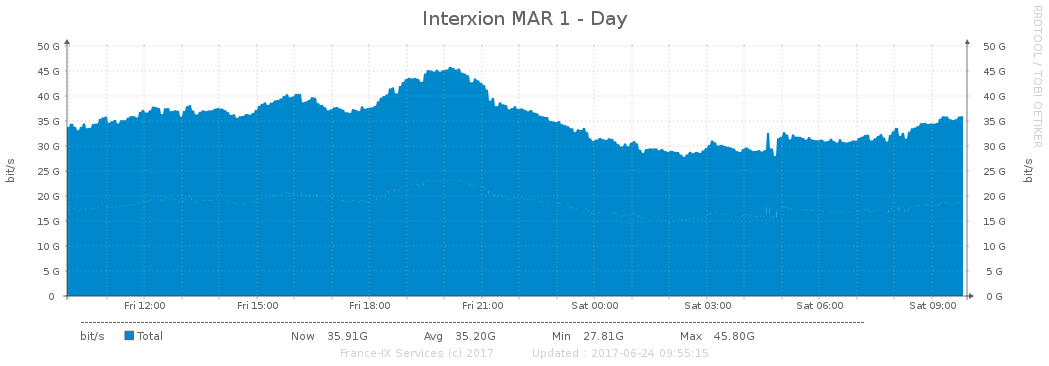 Interxion MAR 1 - Day
RRDTOOL / TOBI OETIKER
50 G 50 G
45 G 45 G
40 G 40 G
35 G 35 G
30 G 30 G
25 G 25 G
20 G 20 G
15 G 15 G
10 G 10 G
5 G 5 G
0 0 G
bit/s bit/s
Fri 12:00 Fri 15:00 Fri 18:00 Fri 21:00 Sat 00:00 Sat 03:00 Sat 06:00 Sat 09:00
bit/s Total Now 35.91G Avg 35.20G Min 27.81G Max 45.80G
France-IX Services (c) 2017 Updated : 2017-06-24 09:55:15